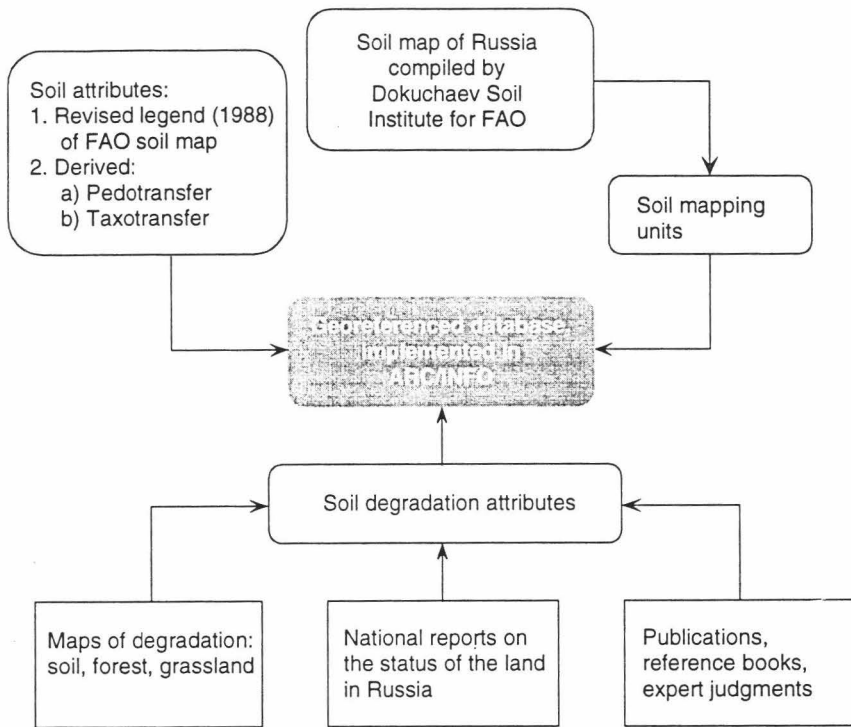 Soil map of Russia
compiled by
Dokuchaev Soil
Institute for FAO
Soil attributes:
1. Revised legend (1988)
of FAO soil map
2. Derived:
a) Pedotransfer
b) Taxotransfer
Soil mapping
units
Georeferenced database
implemented in
ARC/INFO
Soil degradation attributes
Maps of degradation:
soil, forest, grassland
National reports on
the status of the land
in Russia
Publications,
reference books,
expert judgments